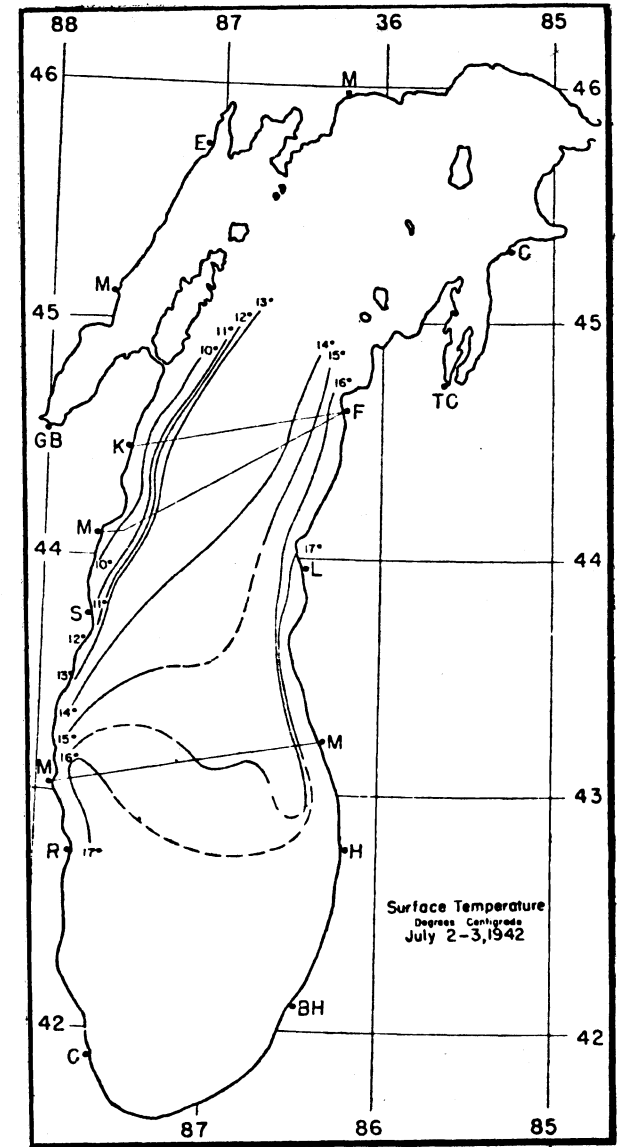 88 87 36 85
46 M 46
E
C
M
45 10° 11° 12° 13° 45
14°
15°
16°
TC
F
GB
K
M
44 17° 44
10° L
11°
S
12°
13°
14°
15° M
16°
M
43
R 17° H
Surface Temperature
Degrees Centigrade
July 2-3,1942
BH
42 42
C
87 86 85